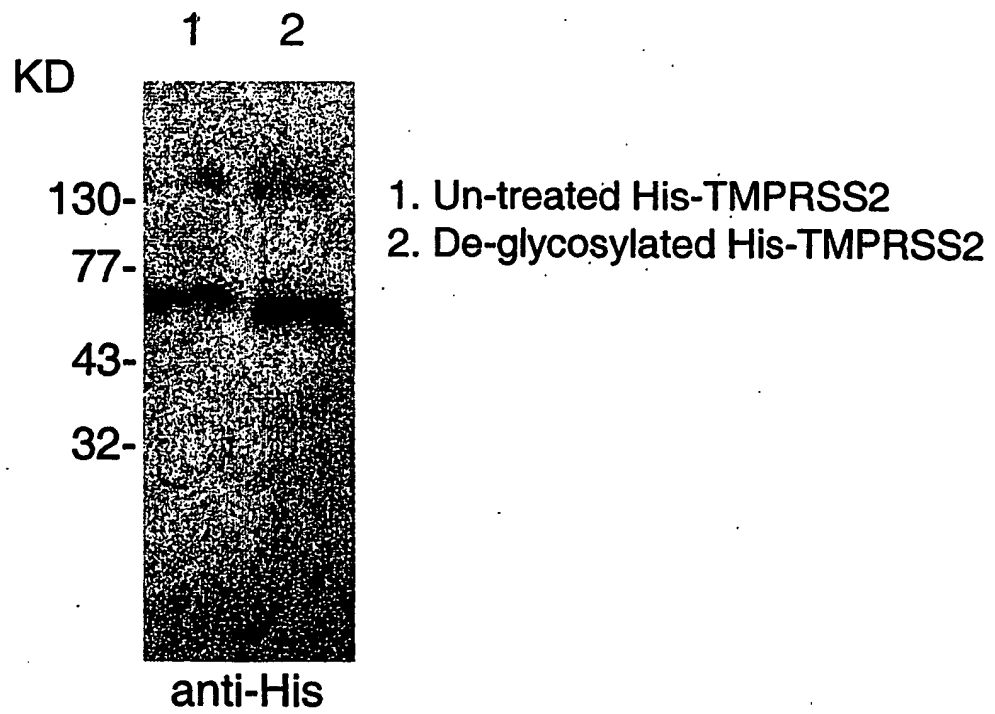 1 2
KD
130-
1. Un-treated His-TMPRSS2
2. De-glycosylated His-TMPRSS2
77-
43-
32-
anti-His